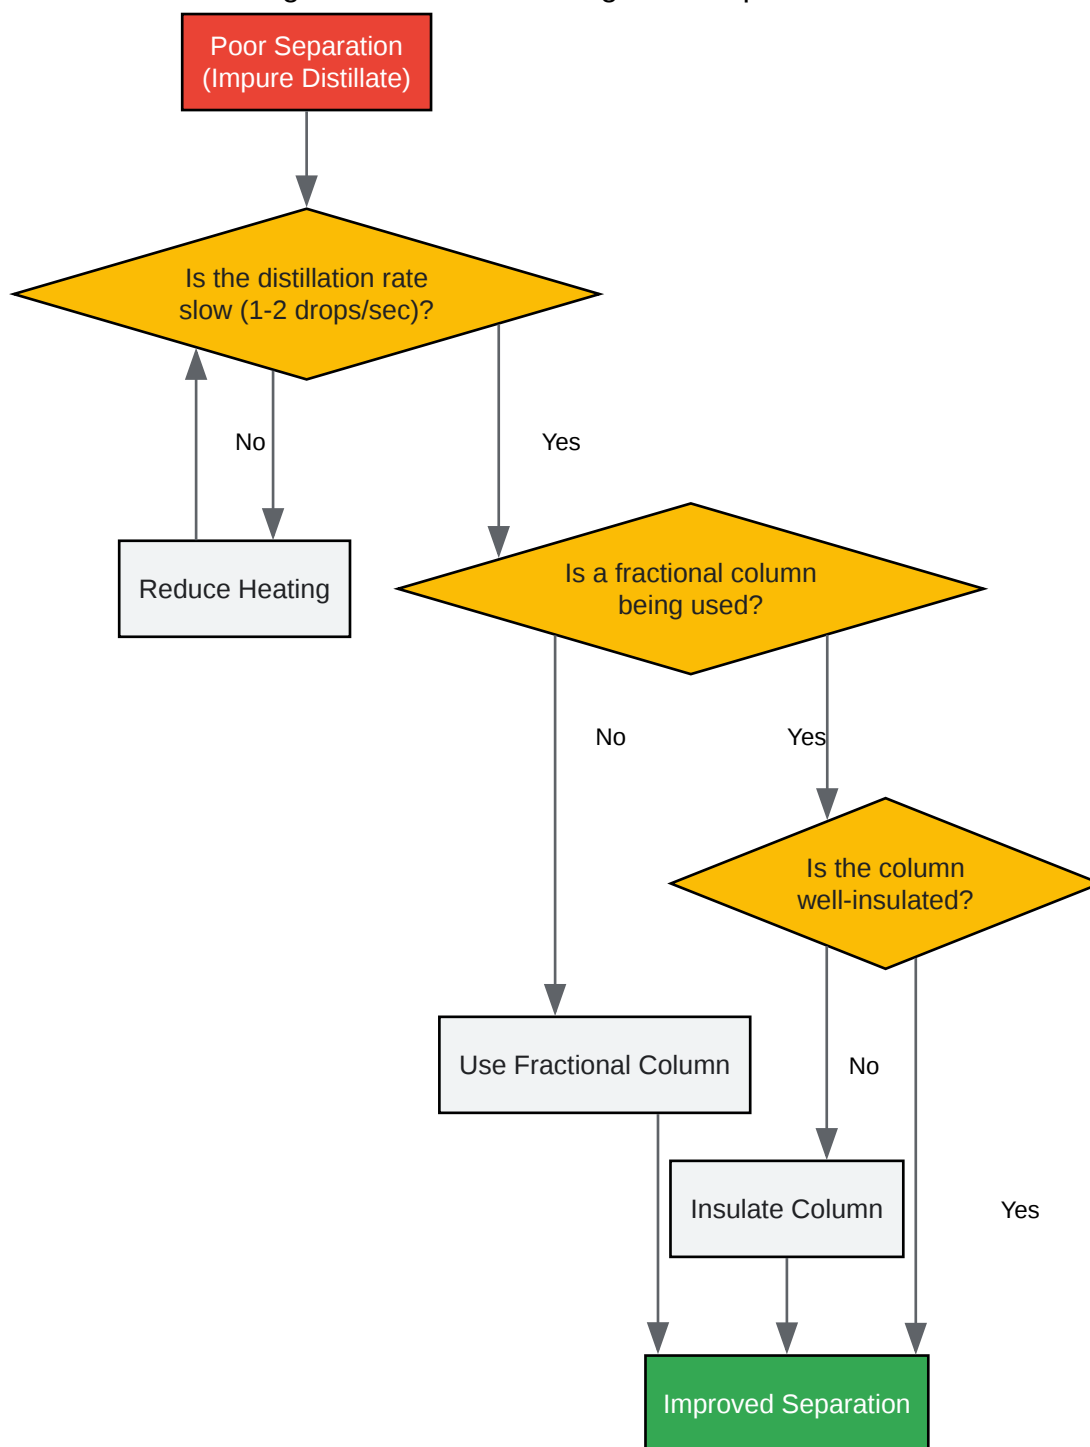 Poor Separation
(Impure Distillate)
Is the distillation rate
slow (1-2 drops/sec)?
No
Yes
Reduce Heating
Is a fractional column
being used?
No
Yes
Is the column
well-insulated?
Use Fractional Column
No
Insulate Column
Yes
Improved Separation